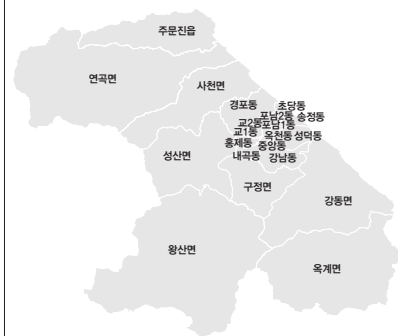 주문진읍
연곡면
사천면
경포동
초당동
포남2동 송정동
교2동 포남1동
교1동
옥천동 성덕동
홍제동 중앙동
내곡동 강남동
성산면
구정면
강동면
왕산면
옥계면